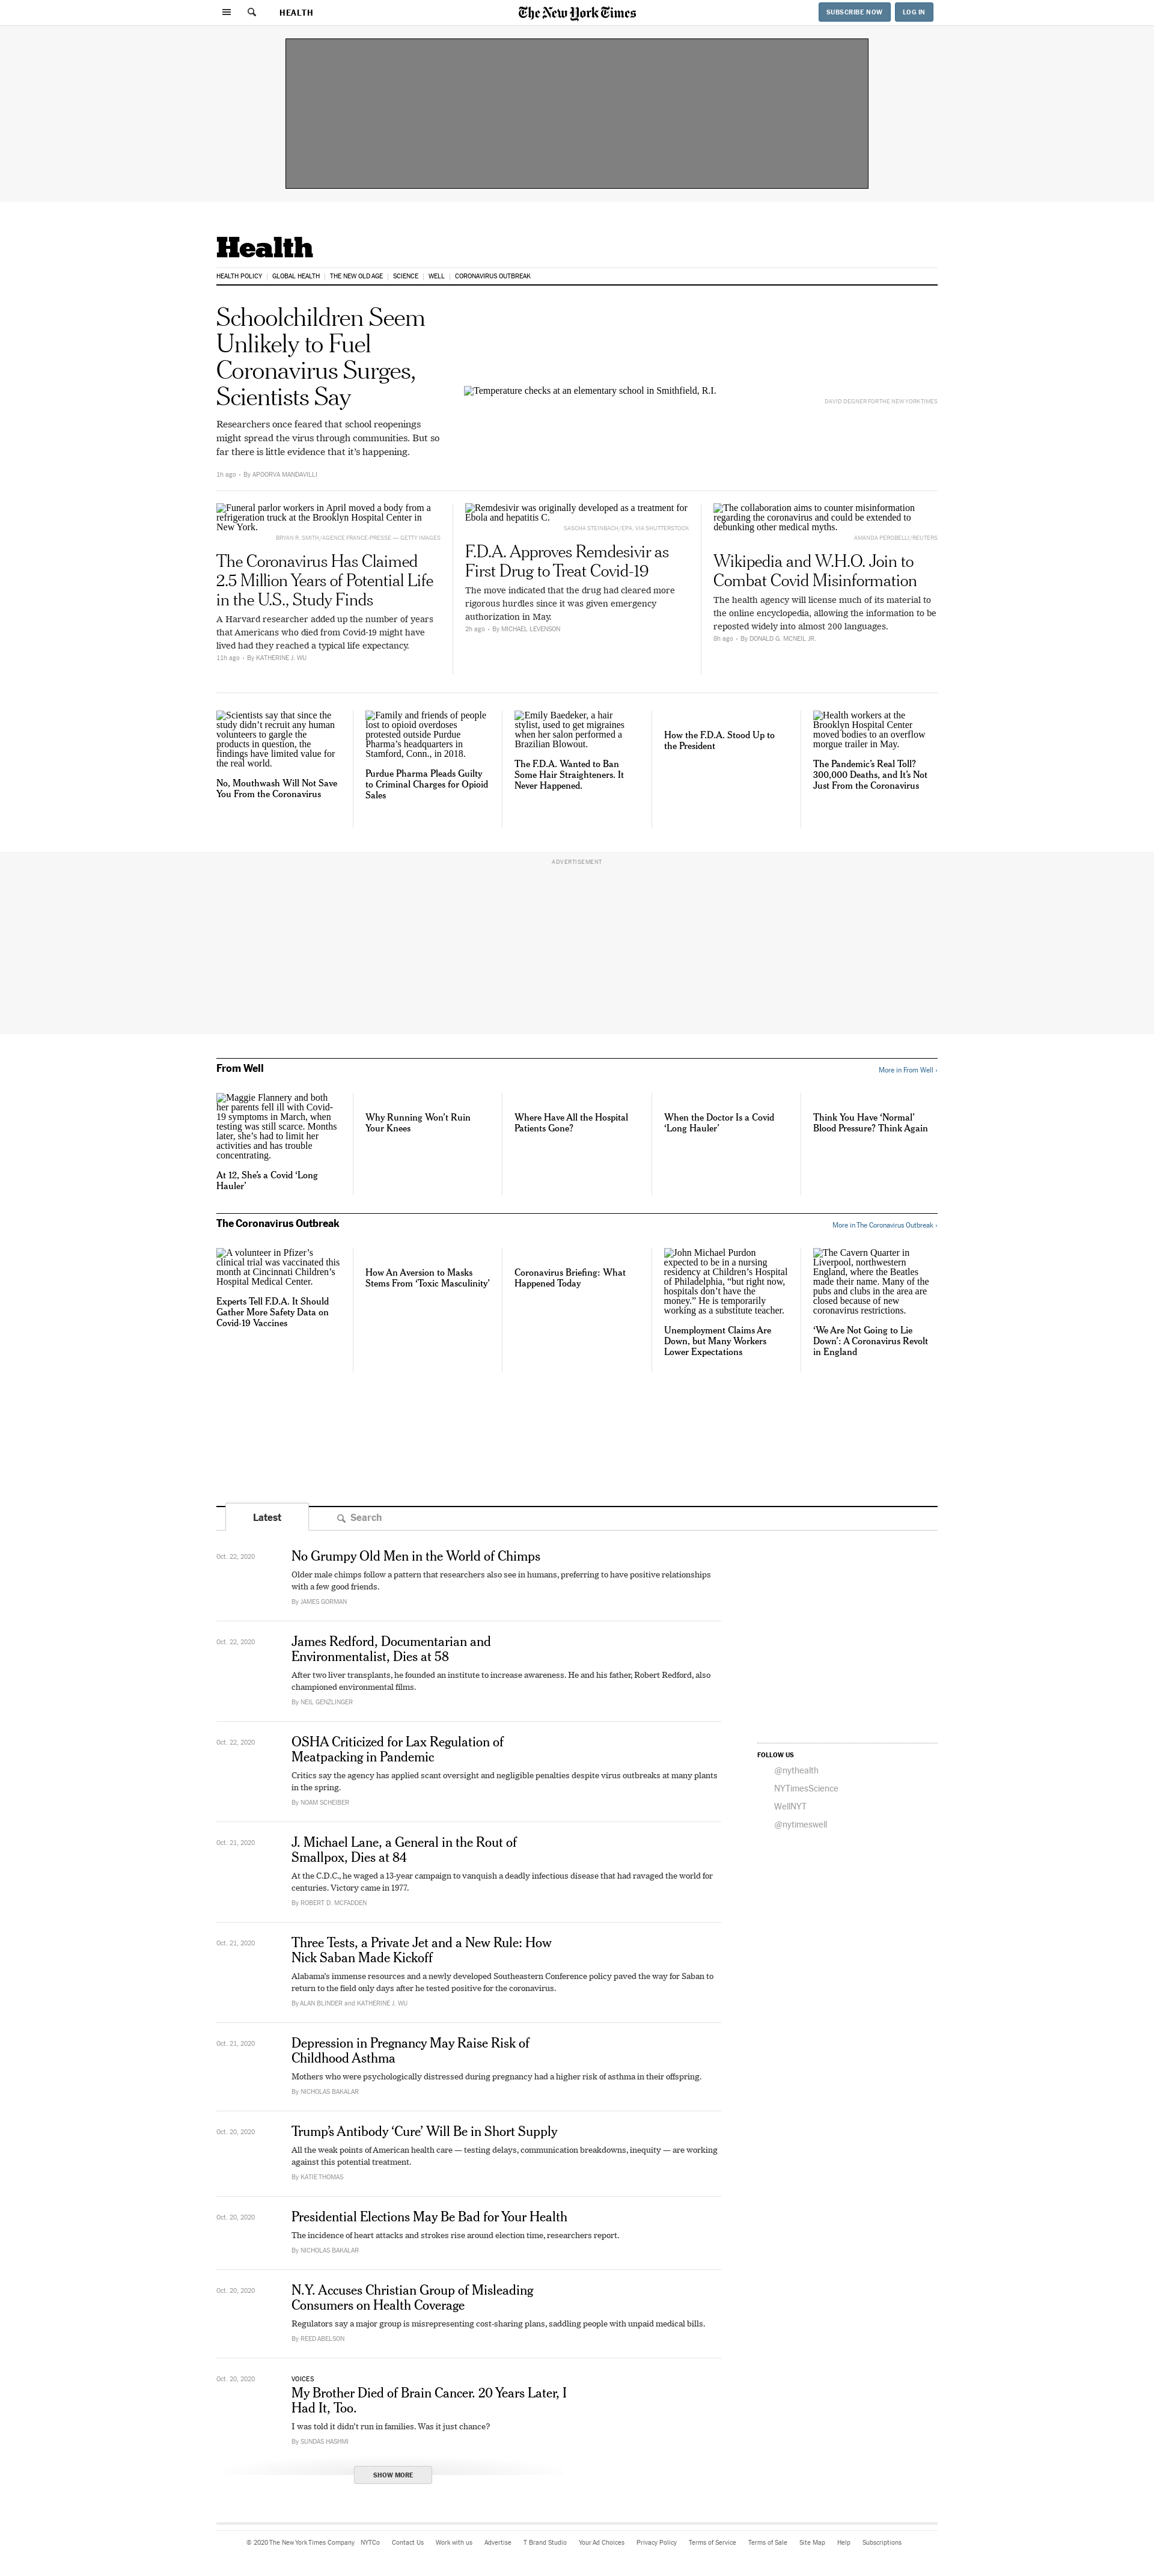 HEALTH
The New York Times
SUBSCRIBE NOW
LOG IN
Health
HEALTH POLICY
GLOBAL HEALTH
THE NEW OLD AGE
SCIENCE
WELL
CORONAVIRUS OUTBREAK
Schoolchildren Seem
Unlikely to Fuel
Coronavirus Surges,
Scientists Say
Researchers once feared that school reopenings
might spread the virus through communities. But so
far there is little evidence that it’s happening.
1h ago • By APOORVA MANDAVILLI
Temperature checks at an elementary school in Smithfield, R.I.
DAVID DEGNER FOR THE NEW YORK TIMES
Funeral parlor workers in April moved a body from a
refrigeration truck at the Brooklyn Hospital Center in
New York.
BRYAN R. SMITH/AGENCE FRANCE-PRESSE — GETTY IMAGES
The Coronavirus Has Claimed
2.5 Million Years of Potential Life
in the U.S., Study Finds
A Harvard researcher added up the number of years
that Americans who died from Covid-19 might have
lived had they reached a typical life expectancy.
11h ago • By KATHERINE J. WU
Remdesivir was originally developed as a treatment for
Ebola and hepatitis C.
SASCHA STEINBACH/EPA, VIA SHUTTERSTOCK
F.D.A. Approves Remdesivir as
First Drug to Treat Covid-19
The move indicated that the drug had cleared more
rigorous hurdles since it was given emergency
authorization in May.
2h ago • By MICHAEL LEVENSON
The collaboration aims to counter misinformation
regarding the coronavirus and could be extended to
debunking other medical myths.
AMANDA PEROBELLI/REUTERS
Wikipedia and W.H.O. Join to
Combat Covid Misinformation
The health agency will license much of its material to
the online encyclopedia, allowing the information to be
reposted widely into almost 200 languages.
8h ago • By DONALD G. MCNEIL JR.
Scientists say that since the
study didn’t recruit any human
volunteers to gargle the
products in question, the
findings have limited value for
the real world.
No, Mouthwash Will Not Save
You From the Coronavirus
Family and friends of people
lost to opioid overdoses
protested outside Purdue
Pharma’s headquarters in
Stamford, Conn., in 2018.
Purdue Pharma Pleads Guilty
to Criminal Charges for Opioid
Sales
Emily Baedeker, a hair
stylist, used to get migraines
when her salon performed a
Brazilian Blowout.
The F.D.A. Wanted to Ban
Some Hair Straighteners. It
Never Happened.
How the F.D.A. Stood Up to
the President
Health workers at the
Brooklyn Hospital Center
moved bodies to an overflow
morgue trailer in May.
The Pandemic’s Real Toll?
300,000 Deaths, and It’s Not
Just From the Coronavirus
ADVERTISEMENT
From Well
More in From Well ›
Maggie Flannery and both
her parents fell ill with Covid-
19 symptoms in March, when
testing was still scarce. Months
later, she’s had to limit her
activities and has trouble
concentrating.
At 12, She’s a Covid ‘Long
Hauler’
Why Running Won’t Ruin
Your Knees
Where Have All the Hospital
Patients Gone?
When the Doctor Is a Covid
‘Long Hauler’
Think You Have ‘Normal’
Blood Pressure? Think Again
The Coronavirus Outbreak
More in The Coronavirus Outbreak ›
A volunteer in Pfizer’s
clinical trial was vaccinated this
month at Cincinnati Children’s
Hospital Medical Center.
Experts Tell F.D.A. It Should
Gather More Safety Data on
Covid-19 Vaccines
How An Aversion to Masks
Stems From ‘Toxic Masculinity’
Coronavirus Briefing: What
Happened Today
John Michael Purdon
expected to be in a nursing
residency at Children’s Hospital
of Philadelphia, “but right now,
hospitals don’t have the
money.” He is temporarily
working as a substitute teacher.
Unemployment Claims Are
Down, but Many Workers
Lower Expectations
The Cavern Quarter in
Liverpool, northwestern
England, where the Beatles
made their name. Many of the
pubs and clubs in the area are
closed because of new
coronavirus restrictions.
‘We Are Not Going to Lie
Down’: A Coronavirus Revolt
in England
Latest
Search
Oct. 22, 2020
No Grumpy Old Men in the World of Chimps
Older male chimps follow a pattern that researchers also see in humans, preferring to have positive relationships
with a few good friends.
By JAMES GORMAN
Oct. 22, 2020
James Redford, Documentarian and
Environmentalist, Dies at 58
After two liver transplants, he founded an institute to increase awareness. He and his father, Robert Redford, also
championed environmental films.
By NEIL GENZLINGER
Oct. 22, 2020
OSHA Criticized for Lax Regulation of
Meatpacking in Pandemic
Critics say the agency has applied scant oversight and negligible penalties despite virus outbreaks at many plants
in the spring.
By NOAM SCHEIBER
FOLLOW US
@nythealth
NYTimesScience
WellNYT
@nytimeswell
Oct. 21, 2020
J. Michael Lane, a General in the Rout of
Smallpox, Dies at 84
At the C.D.C., he waged a 13-year campaign to vanquish a deadly infectious disease that had ravaged the world for
centuries. Victory came in 1977.
By ROBERT D. MCFADDEN
Oct. 21, 2020
Three Tests, a Private Jet and a New Rule: How
Nick Saban Made Kickoff
Alabama’s immense resources and a newly developed Southeastern Conference policy paved the way for Saban to
return to the field only days after he tested positive for the coronavirus.
By ALAN BLINDER and KATHERINE J. WU
Oct. 21, 2020
Depression in Pregnancy May Raise Risk of
Childhood Asthma
Mothers who were psychologically distressed during pregnancy had a higher risk of asthma in their offspring.
By NICHOLAS BAKALAR
Oct. 20, 2020
Trump’s Antibody ‘Cure’ Will Be in Short Supply
All the weak points of American health care — testing delays, communication breakdowns, inequity — are working
against this potential treatment.
By KATIE THOMAS
Oct. 20, 2020
Presidential Elections May Be Bad for Your Health
The incidence of heart attacks and strokes rise around election time, researchers report.
By NICHOLAS BAKALAR
Oct. 20, 2020
N.Y. Accuses Christian Group of Misleading
Consumers on Health Coverage
Regulators say a major group is misrepresenting cost-sharing plans, saddling people with unpaid medical bills.
By REED ABELSON
Oct. 20, 2020
VOICES
My Brother Died of Brain Cancer. 20 Years Later, I
Had It, Too.
I was told it didn’t run in families. Was it just chance?
By SUNDAS HASHMI
SHOW MORE
© 2020 The New York Times Company NYTCo Contact Us Work with us Advertise T Brand Studio Your Ad Choices Privacy Policy Terms of Service Terms of Sale Site Map Help Subscriptions